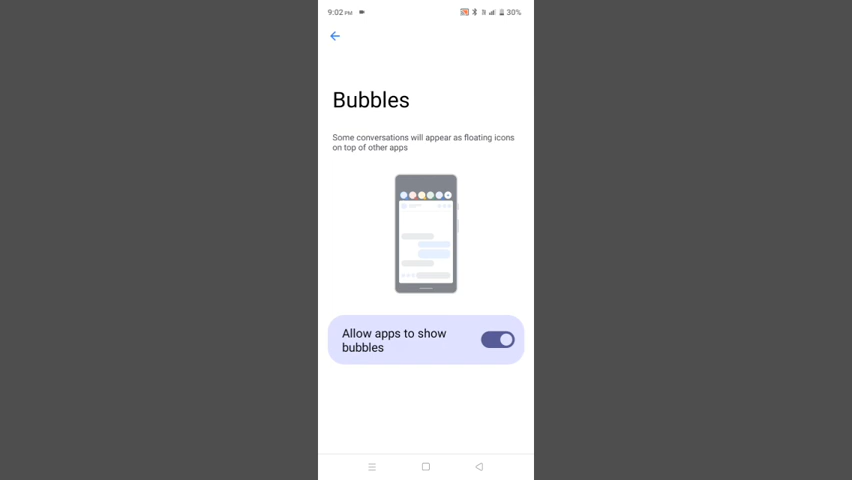 9:02 PM 30%
Bubbles
Some conversations will appear as floating icons
on top of other apps
Allow apps to show
bubbles